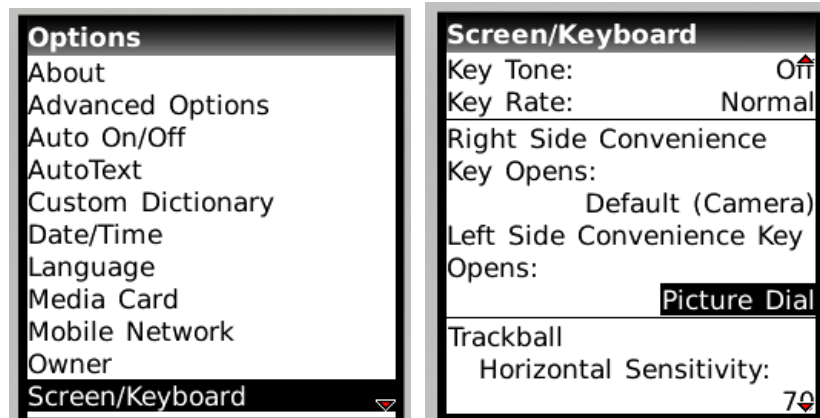 Options
About
Advanced Options
Auto On/Off
AutoText
Custom Dictionary
Date/Time
Language
Media Card
Mobile Network
Owner
Screen/Keyboard
Screen/Keyboard
Key Tone: Off
Key Rate: Normal
Right Side Convenience
Key Opens:
Default (Camera)
Left Side Convenience Key
Opens:
Picture Dial
Trackball
Horizontal Sensitivity:
70